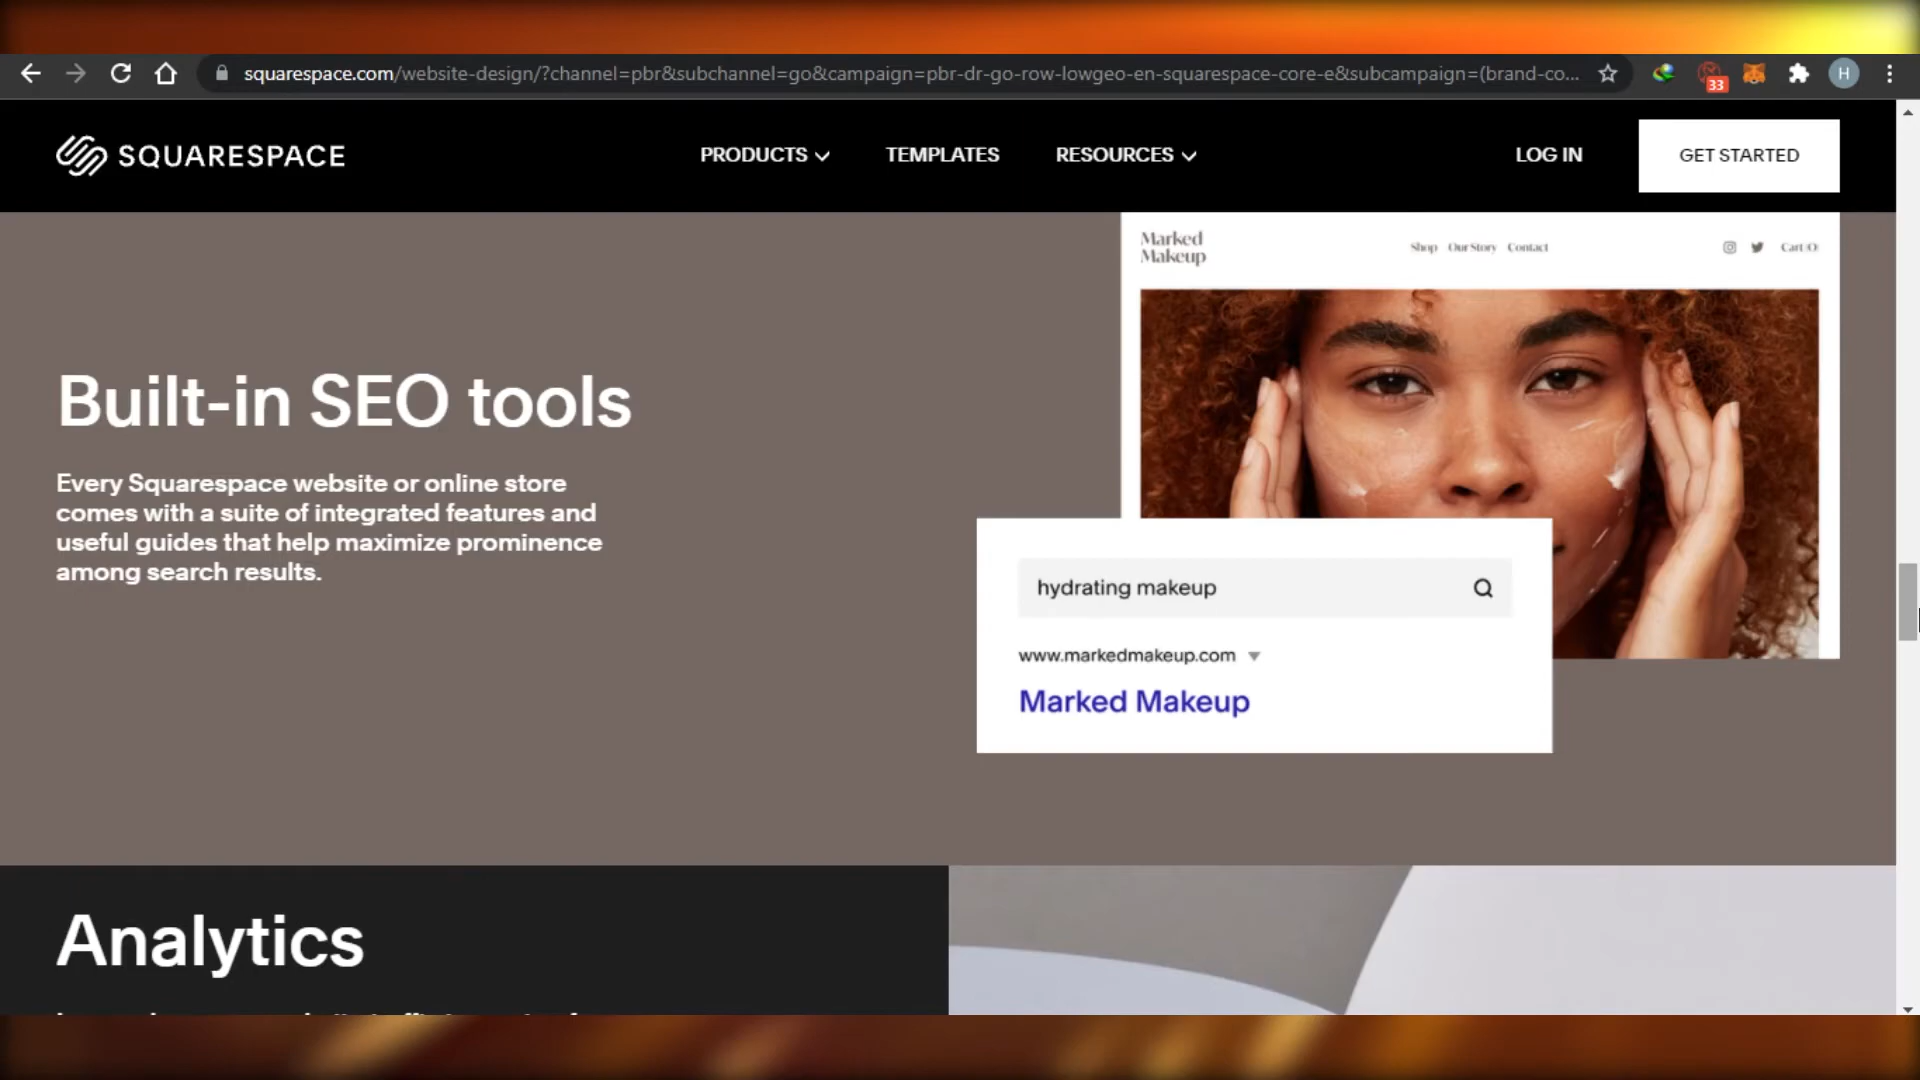 squarespace.com/website-design/?channel=pbr&subchannel=go&campaign=pbr-dr-go-row-lowgeo-en-squarespace-core-e&subcampaign=(brand-co...
33
H
SQUARESPACE
PRODUCTS
TEMPLATES
RESOURCES
LOG IN
GET STARTED
Marked
Makeup
Shop Our Story Contact
Cart (0)
Built-in SEO tools
Every Squarespace website or online store
comes with a suite of integrated features and
useful guides that help maximize prominence
among search results.
hydrating makeup
www.markedmakeup.com
Marked Makeup
Analytics